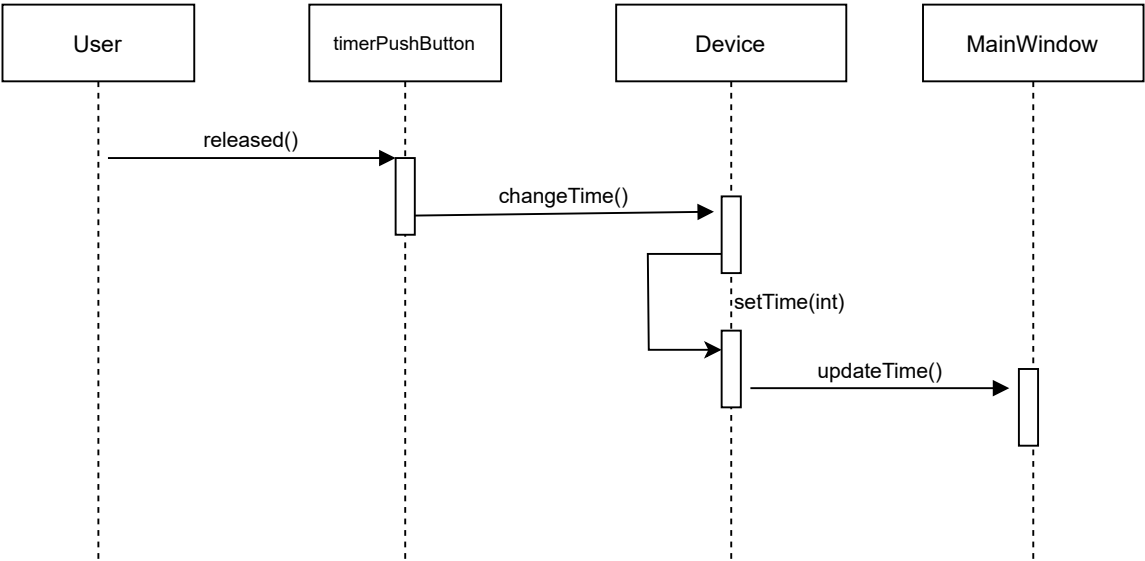 User
timerPushButton
Device
MainWindow
released()
changeTime()
setTime(int)
updateTime()